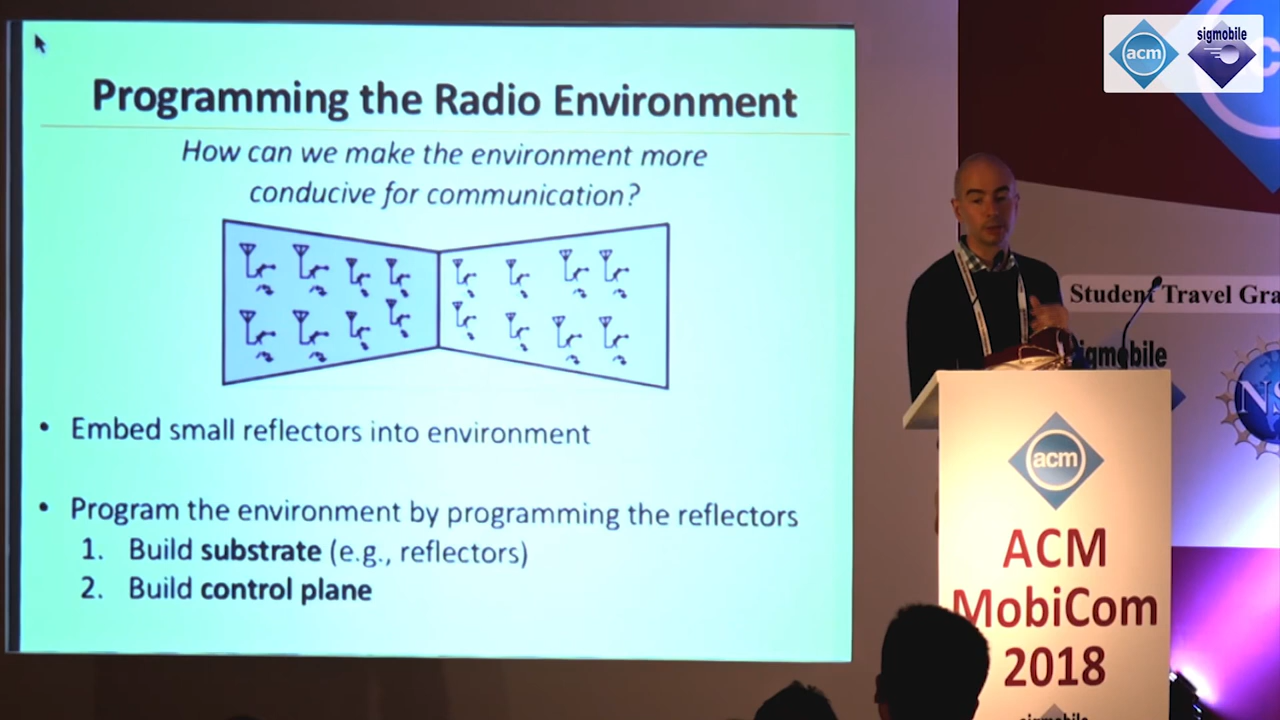 Programming the Radio Environment
How can we make the environment more
conducive for communication?
• Embed small reflectors into environment
• Program the environment by programming the reflectors
1. Build substrate (e.g., reflectors)
2. Build control plane
acm
sigmobile
Student Travel Gra
igmobile
NS
acm
ACM
MobiCom
2018